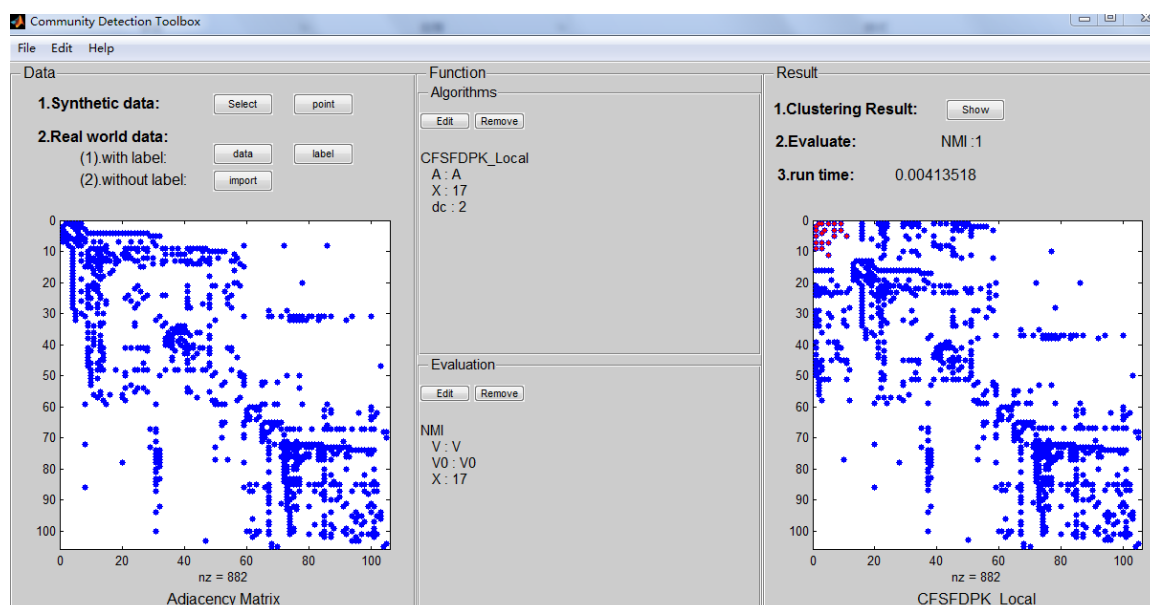 Community Detection Toolbox
File Edit Help
Data
1.Synthetic data:
Select
point
2.Real world data:
(1).with label:
data
label
(2).without label:
import
0
10
20
30
40
50
60
70
80
90
100
0 20 40 60 80 100
nz = 882
Adjacency Matrix
Function
Algorithms
Edit Remove
CFSFDPK_Local
A : A
X : 17
dc : 2
Evaluation
Edit Remove
NMI
V : V
V0 : V0
X : 17
Result
1.Clustering Result:
Show
2.Evaluate: NMI :1
3.run time: 0.00413518
0
10
20
30
40
50
60
70
80
90
100
0 20 40 60 80 100
nz = 882
CFSFDPK_Local